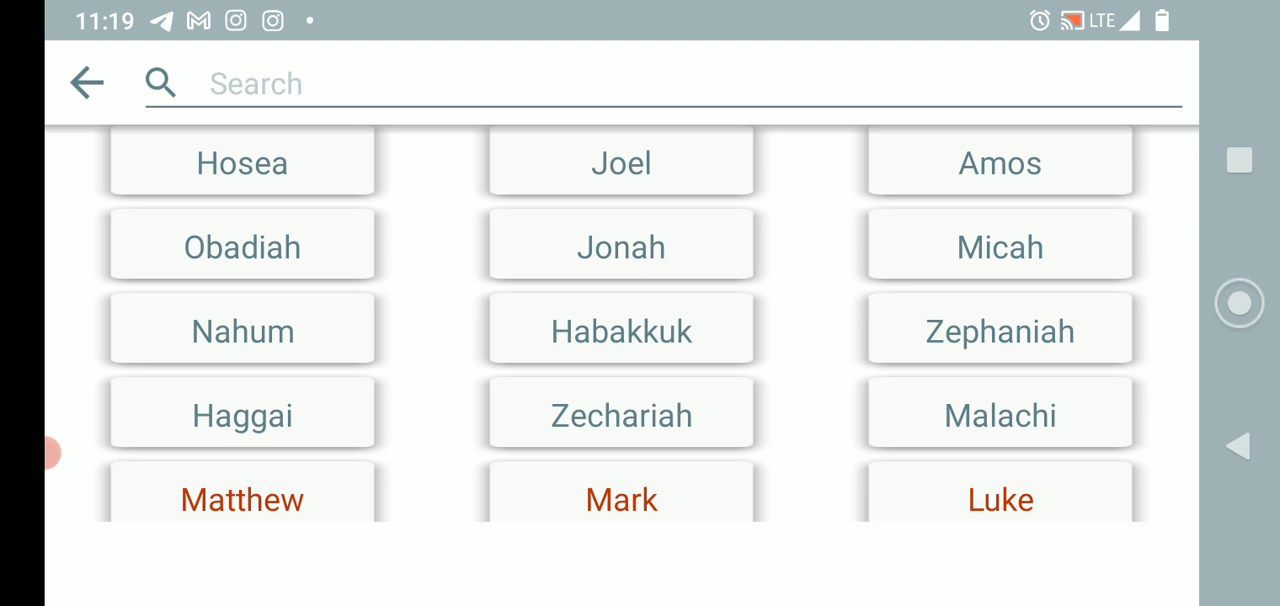 11:19 LTE
Search
Hosea Joel Amos
Obadiah Jonah Micah
Nahum Habakkuk Zephaniah
Haggai Zechariah Malachi
Matthew Mark Luke